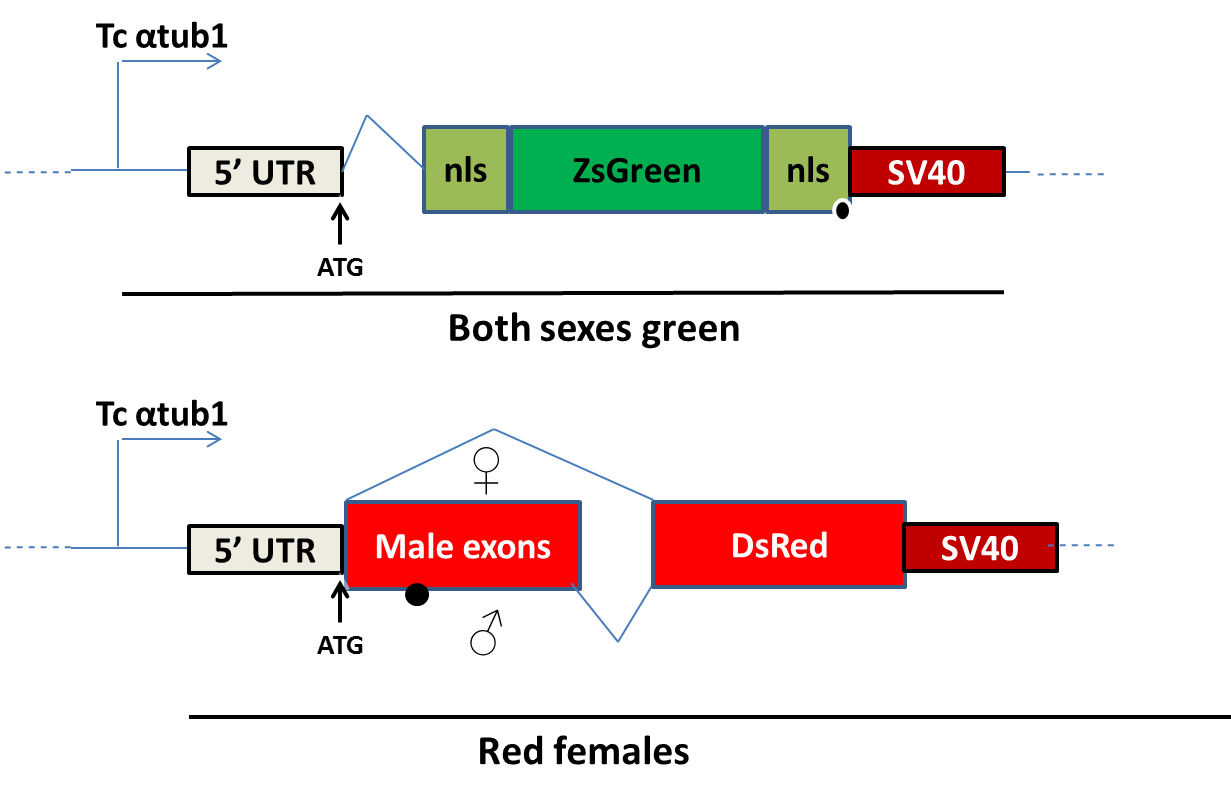 Tc αtub1
5’ UTR
nls
ZsGreen
nls
SV40
ATG
Both sexes green
Tc αtub1
♀
5’ UTR
Male exons
DsRed
SV40
ATG
♂
Red females